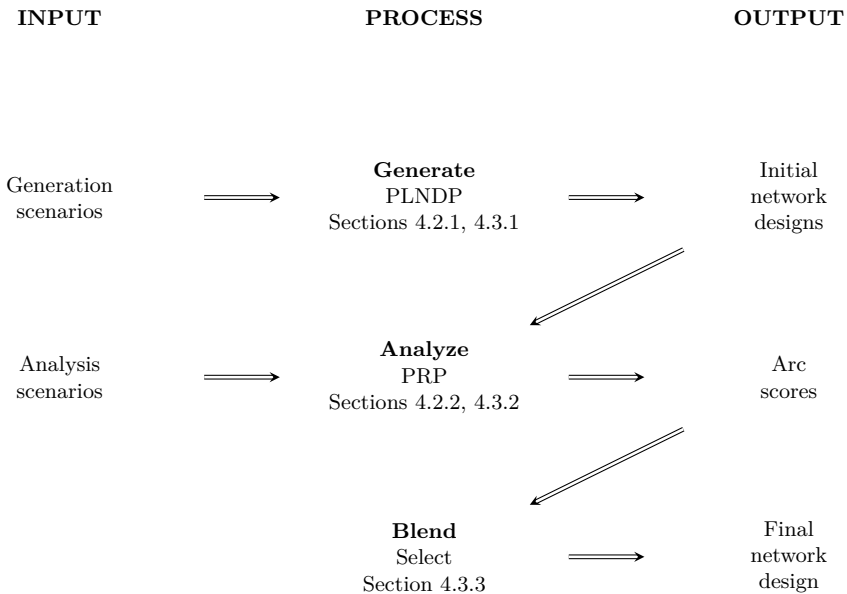 INPUT
PROCESS
OUTPUT
Generation
scenarios
Generate
PLNDP
Sections 4.2.1, 4.3.1
Initial
network
designs
Analysis
scenarios
Analyze
PRP
Sections 4.2.2, 4.3.2
Arc
scores
Blend
Select
Section 4.3.3
Final
network
design